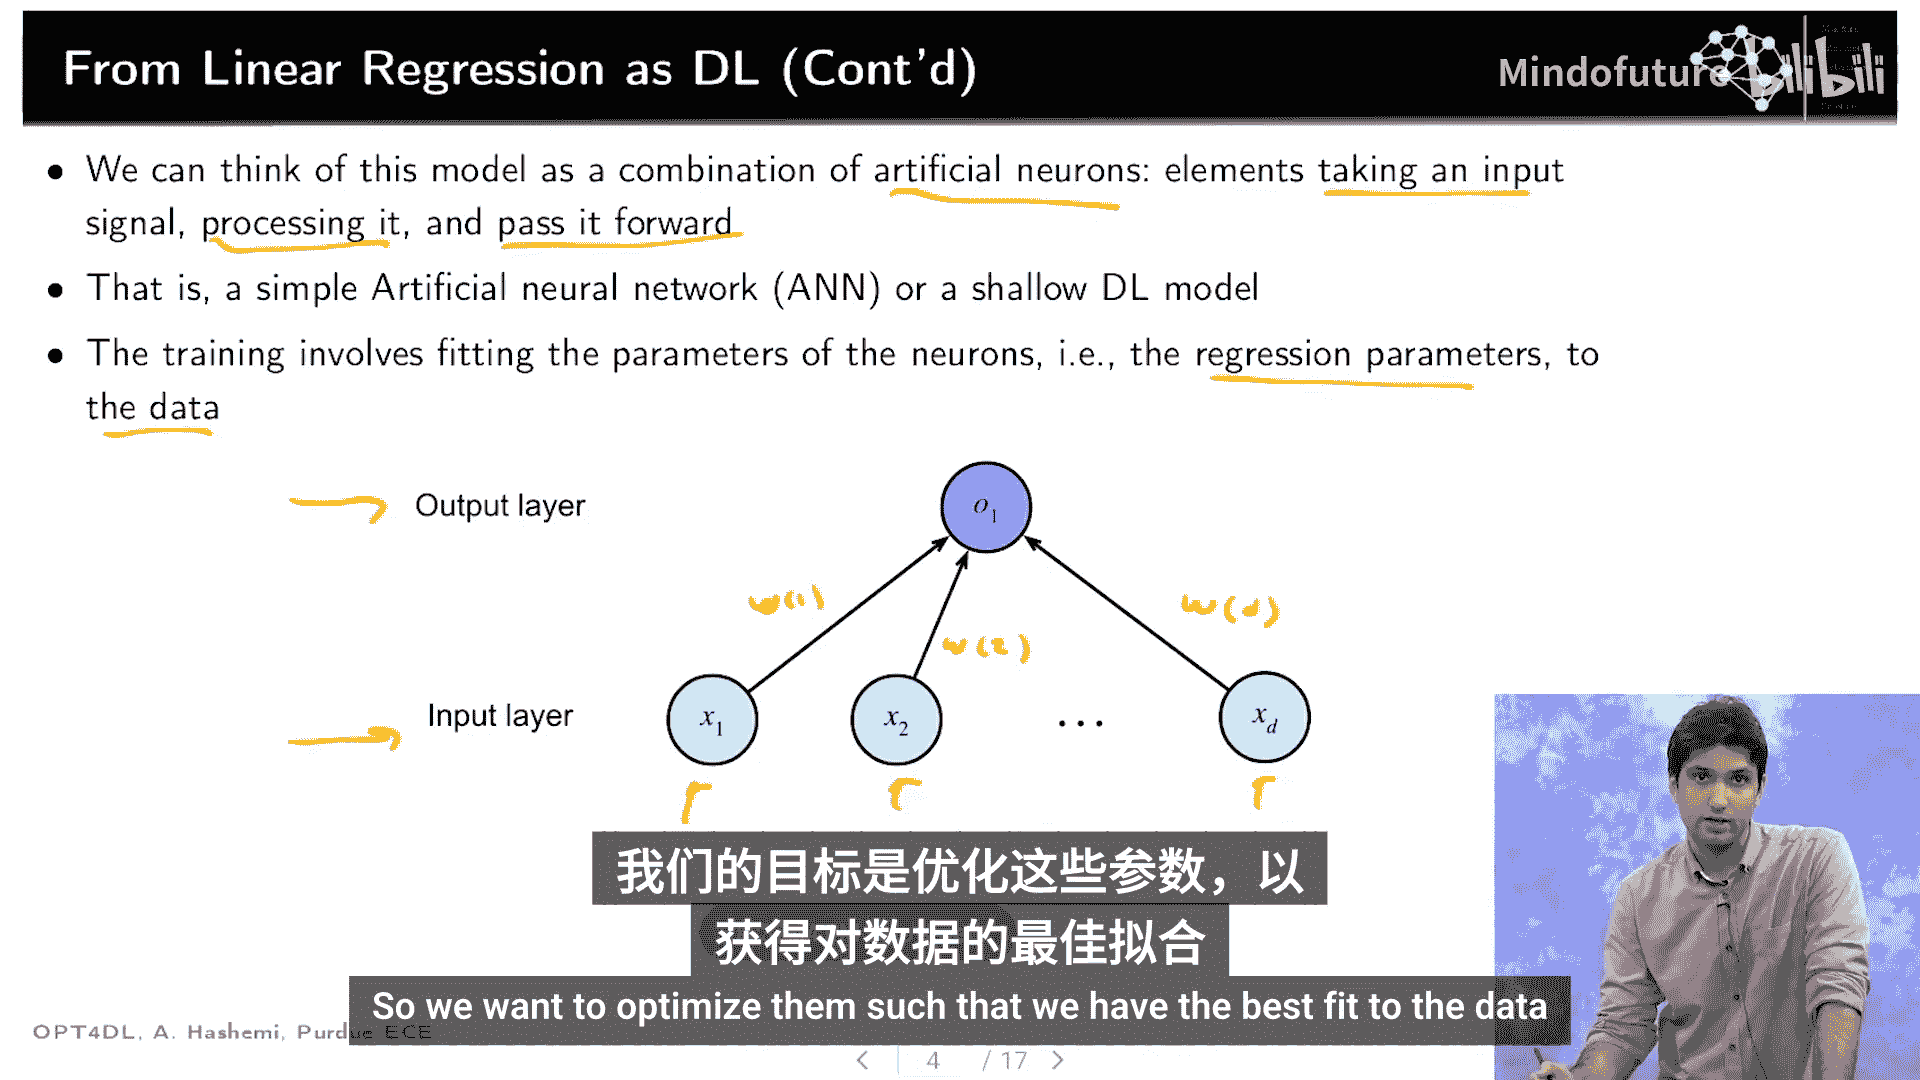 From Linear Regression as DL (Cont'd)
Mindofuture
bilibili
• We can think of this model as a combination of artificial neurons: elements taking an input
signal, processing it, and pass it forward
• That is, a simple Artificial neural network (ANN) or a shallow DL model
• The training involves fitting the parameters of the neurons, i.e., the regression parameters, to
the data
Output layer
o1
w(1)
w(2)
w(d)
Input layer
x1
x2
...
xd
我们的目标是优化这些参数，以
获得对数据的最佳拟合
So we want to optimize them such that we have the best fit to the data
OPT4DL, A. Hashemi, Purdue ECE
4 / 17